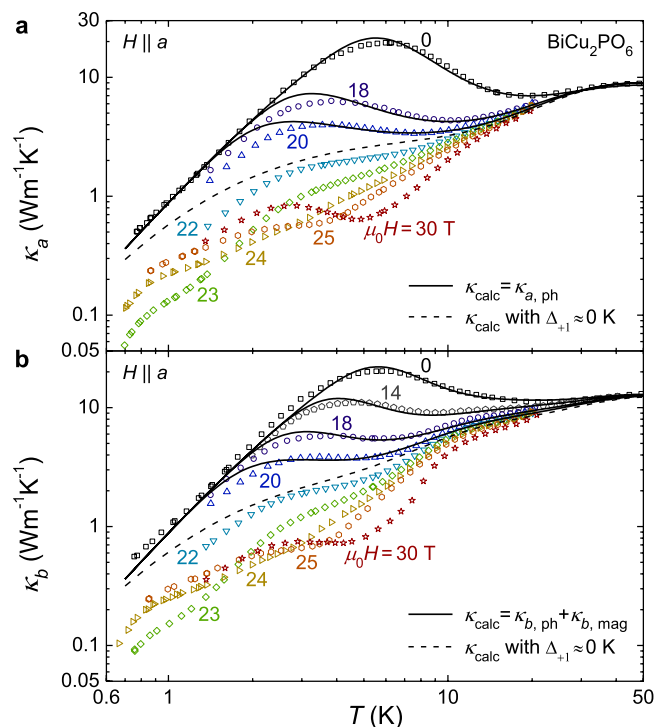 a
H || a
0
BiCu₂PO₆
30
10
1
0.1
0.05
κₐ (Wm⁻¹K⁻¹)
18
20
22
25
24
23
μ₀H = 30 T
κcalc = κa, ph
κcalc with Δ₊₁ ≈ 0 K
b
H || a
0
14
18
20
22
25
24
23
μ₀H = 30 T
10
1
0.1
0.05
κb (Wm⁻¹K⁻¹)
κcalc = κb, ph + κb, mag
κcalc with Δ₊₁ ≈ 0 K
0.6
1
10
50
T (K)